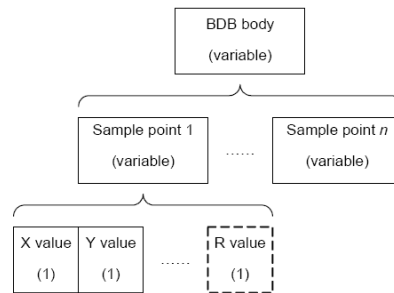 BDB body
(variable)
Sample point 1
(variable)
......
Sample point n
(variable)
X value
(1)
Y value
(1)
......
R value
(1)